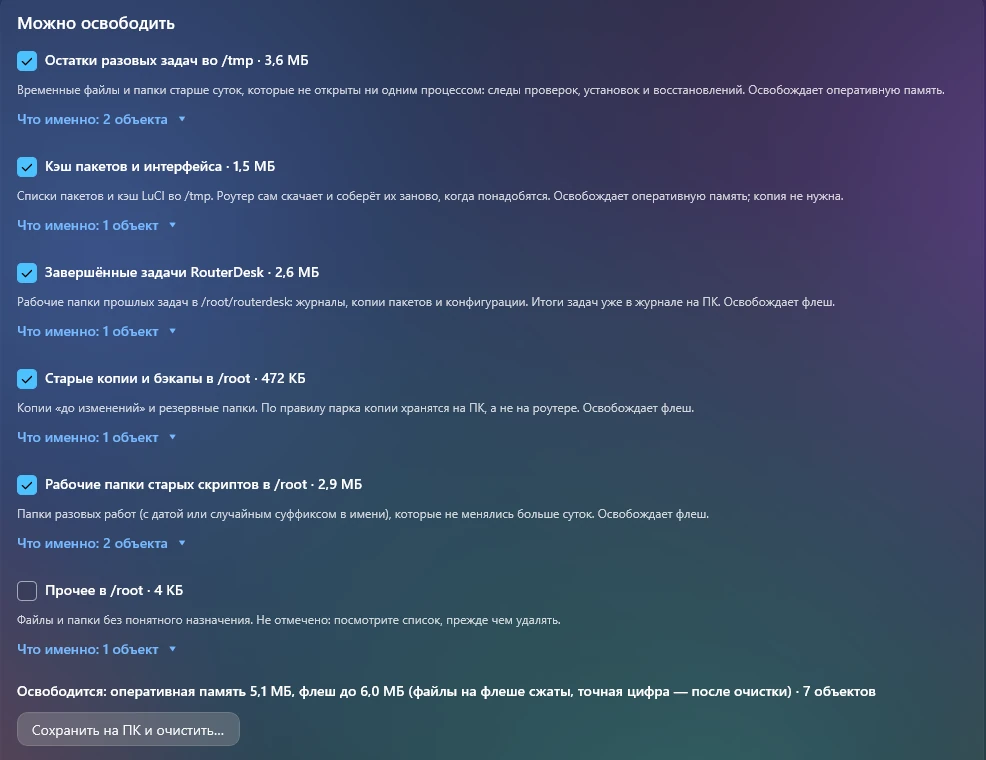 Можно освободить
Остатки разовых задач во /tmp · 3,6 МБ
Временные файлы и папки старше суток, которые не открыты ни одним процессом: следы проверок, установок и восстановлений. Освобождает оперативную память.
Что именно: 2 объекта
Кэш пакетов и интерфейса · 1,5 МБ
Списки пакетов и кэш LuCI во /tmp. Роутер сам скачает и соберёт их заново, когда понадобятся. Освобождает оперативную память; копия не нужна.
Что именно: 1 объект
Завершённые задачи RouterDesk · 2,6 МБ
Рабочие папки прошлых задач в /root/routerdesk: журналы, копии пакетов и конфигурации. Итоги задач уже в журнале на ПК. Освобождает флеш.
Что именно: 1 объект
Старые копии и бэкапы в /root · 472 КБ
Копии «до изменений» и резервные папки. По правилу парка копии хранятся на ПК, а не на роутере. Освобождает флеш.
Что именно: 1 объект
Рабочие папки старых скриптов в /root · 2,9 МБ
Папки разовых работ (с датой или случайным суффиксом в имени), которые не менялись больше суток. Освобождает флеш.
Что именно: 2 объекта
Прочее в /root · 4 КБ
Файлы и папки без понятного назначения. Не отмечено: посмотрите список, прежде чем удалять.
Что именно: 1 объект
Освободится: оперативная память 5,1 МБ, флеш до 6,0 МБ (файлы на флеше сжаты, точная цифра — после очистки) · 7 объектов
Сохранить на ПК и очистить...